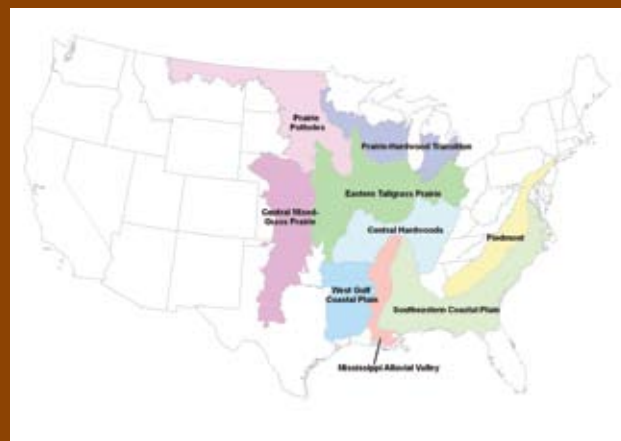 Prairie
Potholes
Prairie-Hardwood Transition
Eastern Tallgrass Prairie
Central Mixed-
Grass Prairie
Central Hardwoods
Piedmont
West Gulf
Coastal Plain
Southeastern Coastal Plain
Mississippi Alluvial Valley